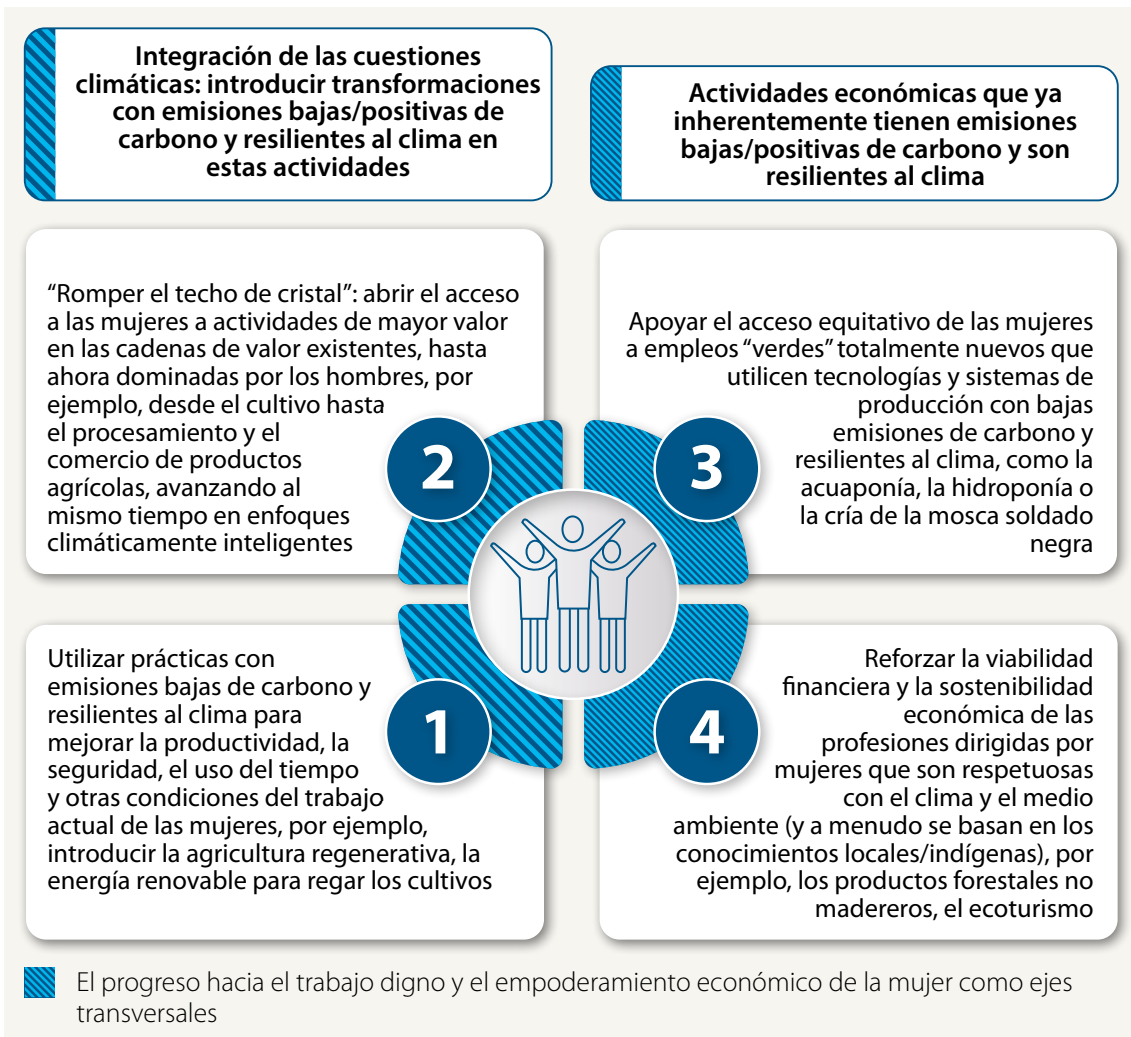 Integración de las cuestiones
climáticas: introducir transformaciones
con emisiones bajas/positivas de
carbono y resilientes al clima en
estas actividades
Actividades económicas que ya
inherentemente tienen emisiones
bajas/positivas de carbono y son
resilientes al clima
“Romper el techo de cristal”: abrir el acceso
a las mujeres a actividades de mayor valor
en las cadenas de valor existentes, hasta
ahora dominadas por los hombres, por
ejemplo, desde el cultivo hasta
el procesamiento y el
comercio de productos
agrícolas, avanzando al
mismo tiempo en enfoques
climáticamente inteligentes
2
Apoyar el acceso equitativo de las mujeres
a empleos “verdes” totalmente nuevos que
utilicen tecnologías y sistemas de
producción con bajas
emisiones de carbono y
resilientes al clima, como la
acuaponía, la hidroponía o
la cría de la mosca soldado
negra
3
Utilizar prácticas con
emisiones bajas de carbono y
resilientes al clima para
mejorar la productividad, la
seguridad, el uso del tiempo
y otras condiciones del trabajo
actual de las mujeres, por ejemplo,
introducir la agricultura regenerativa, la
energía renovable para regar los cultivos
1
Reforzar la viabilidad
financiera y la sostenibilidad
económica de las
profesiones dirigidas por
mujeres que son respetuosas
con el clima y el medio
ambiente (y a menudo se basan en los
conocimientos locales/indígenas), por
ejemplo, los productos forestales no
madereros, el ecoturismo
4
El progreso hacia el trabajo digno y el empoderamiento económico de la mujer como ejes
transversales